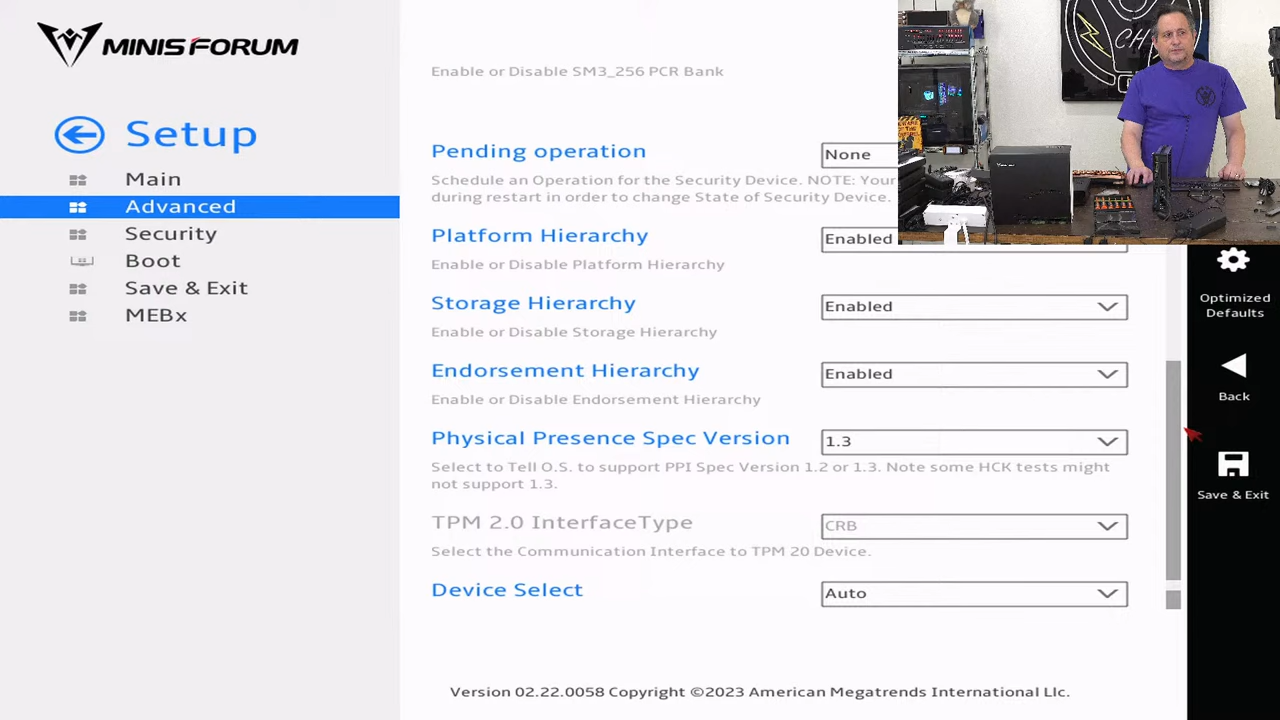 MINISFORUM
Setup
Main
Advanced
Security
Boot
Save & Exit
MEBx
Enable or Disable SM3_256 PCR Bank
Pending operation
None
Schedule an Operation for the Security Device. NOTE: Your
during restart in order to change State of Security Device.
Platform Hierarchy
Enabled
Enable or Disable Platform Hierarchy
Storage Hierarchy
Enabled
Enable or Disable Storage Hierarchy
Endorsement Hierarchy
Enabled
Enable or Disable Endorsement Hierarchy
Physical Presence Spec Version
1.3
Select to Tell O.S. to support PPI Spec Version 1.2 or 1.3. Note some HCK tests might
not support 1.3.
TPM 2.0 InterfaceType
CRB
Select the Communication Interface to TPM 20 Device.
Device Select
Auto
Version 02.22.0058 Copyright ©2023 American Megatrends International Llc.
Optimized
Defaults
Back
Save & Exit